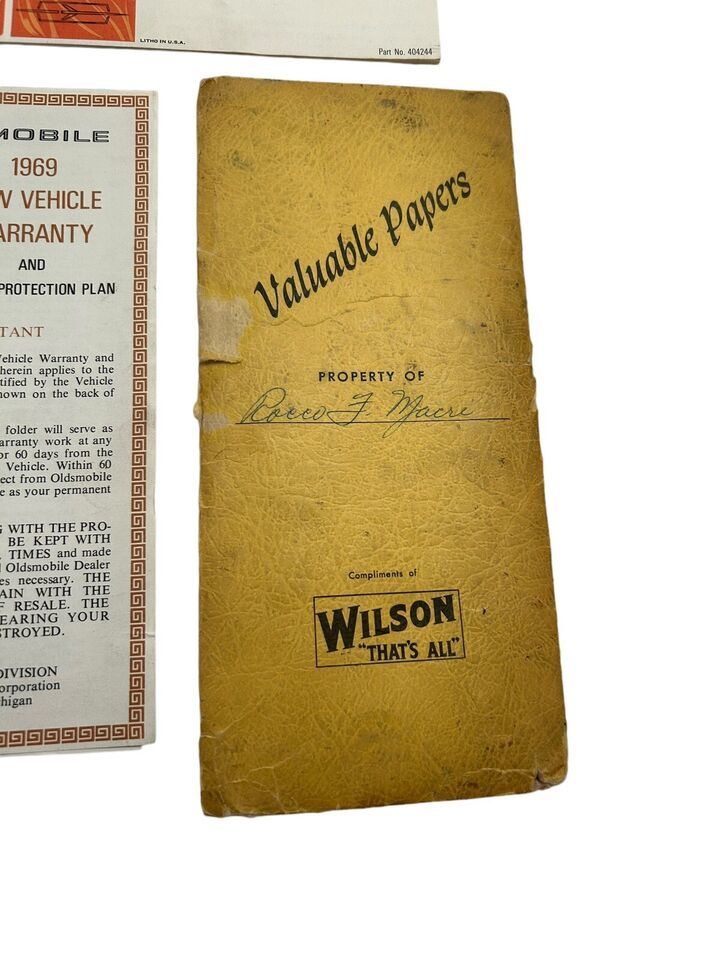 LITHO IN U.S.A.
Part No. 404244
MOBILE
1969
W VEHICLE
ARRANTY
AND
PROTECTION PLAN
TANT
Vehicle Warranty and
herein applies to the
tified by the Vehicle
hown on the back of
folder will serve as
arranty work at any
or 60 days from the
Vehicle. Within 60
ect from Oldsmobile
e as your permanent
G WITH THE PRO-
BE KEPT WITH
TIMES and made
Oldsmobile Dealer
es necessary. THE
AIN WITH THE
F RESALE. THE
EARING YOUR
STROYED.
DIVISION
orporation
higan
Valuable Papers
PROPERTY OF
Rocco F. Macri
Compliments of
WILSON
"THAT'S ALL"